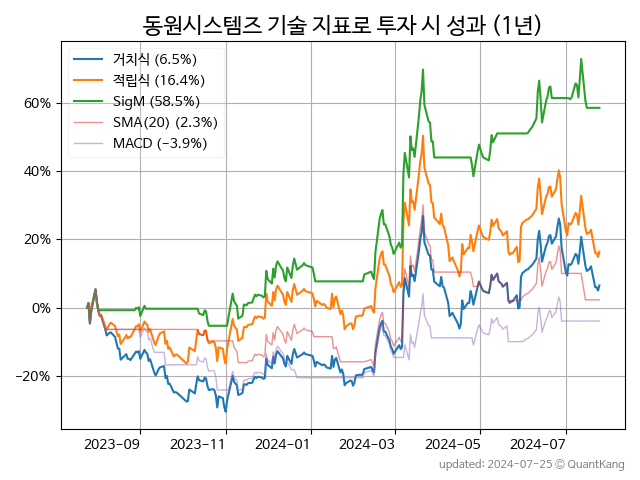 동원시스템즈 기술 지표로 투자 시 성과 (1년)
거치식 (6.5%)
적립식 (16.4%)
SigM (58.5%)
SMA(20) (2.3%)
MACD (−3.9%)
60%
40%
20%
0%
−20%
2023-09 2023-11 2024-01 2024-03 2024-05 2024-07
updated: 2024-07-25 © QuantKang